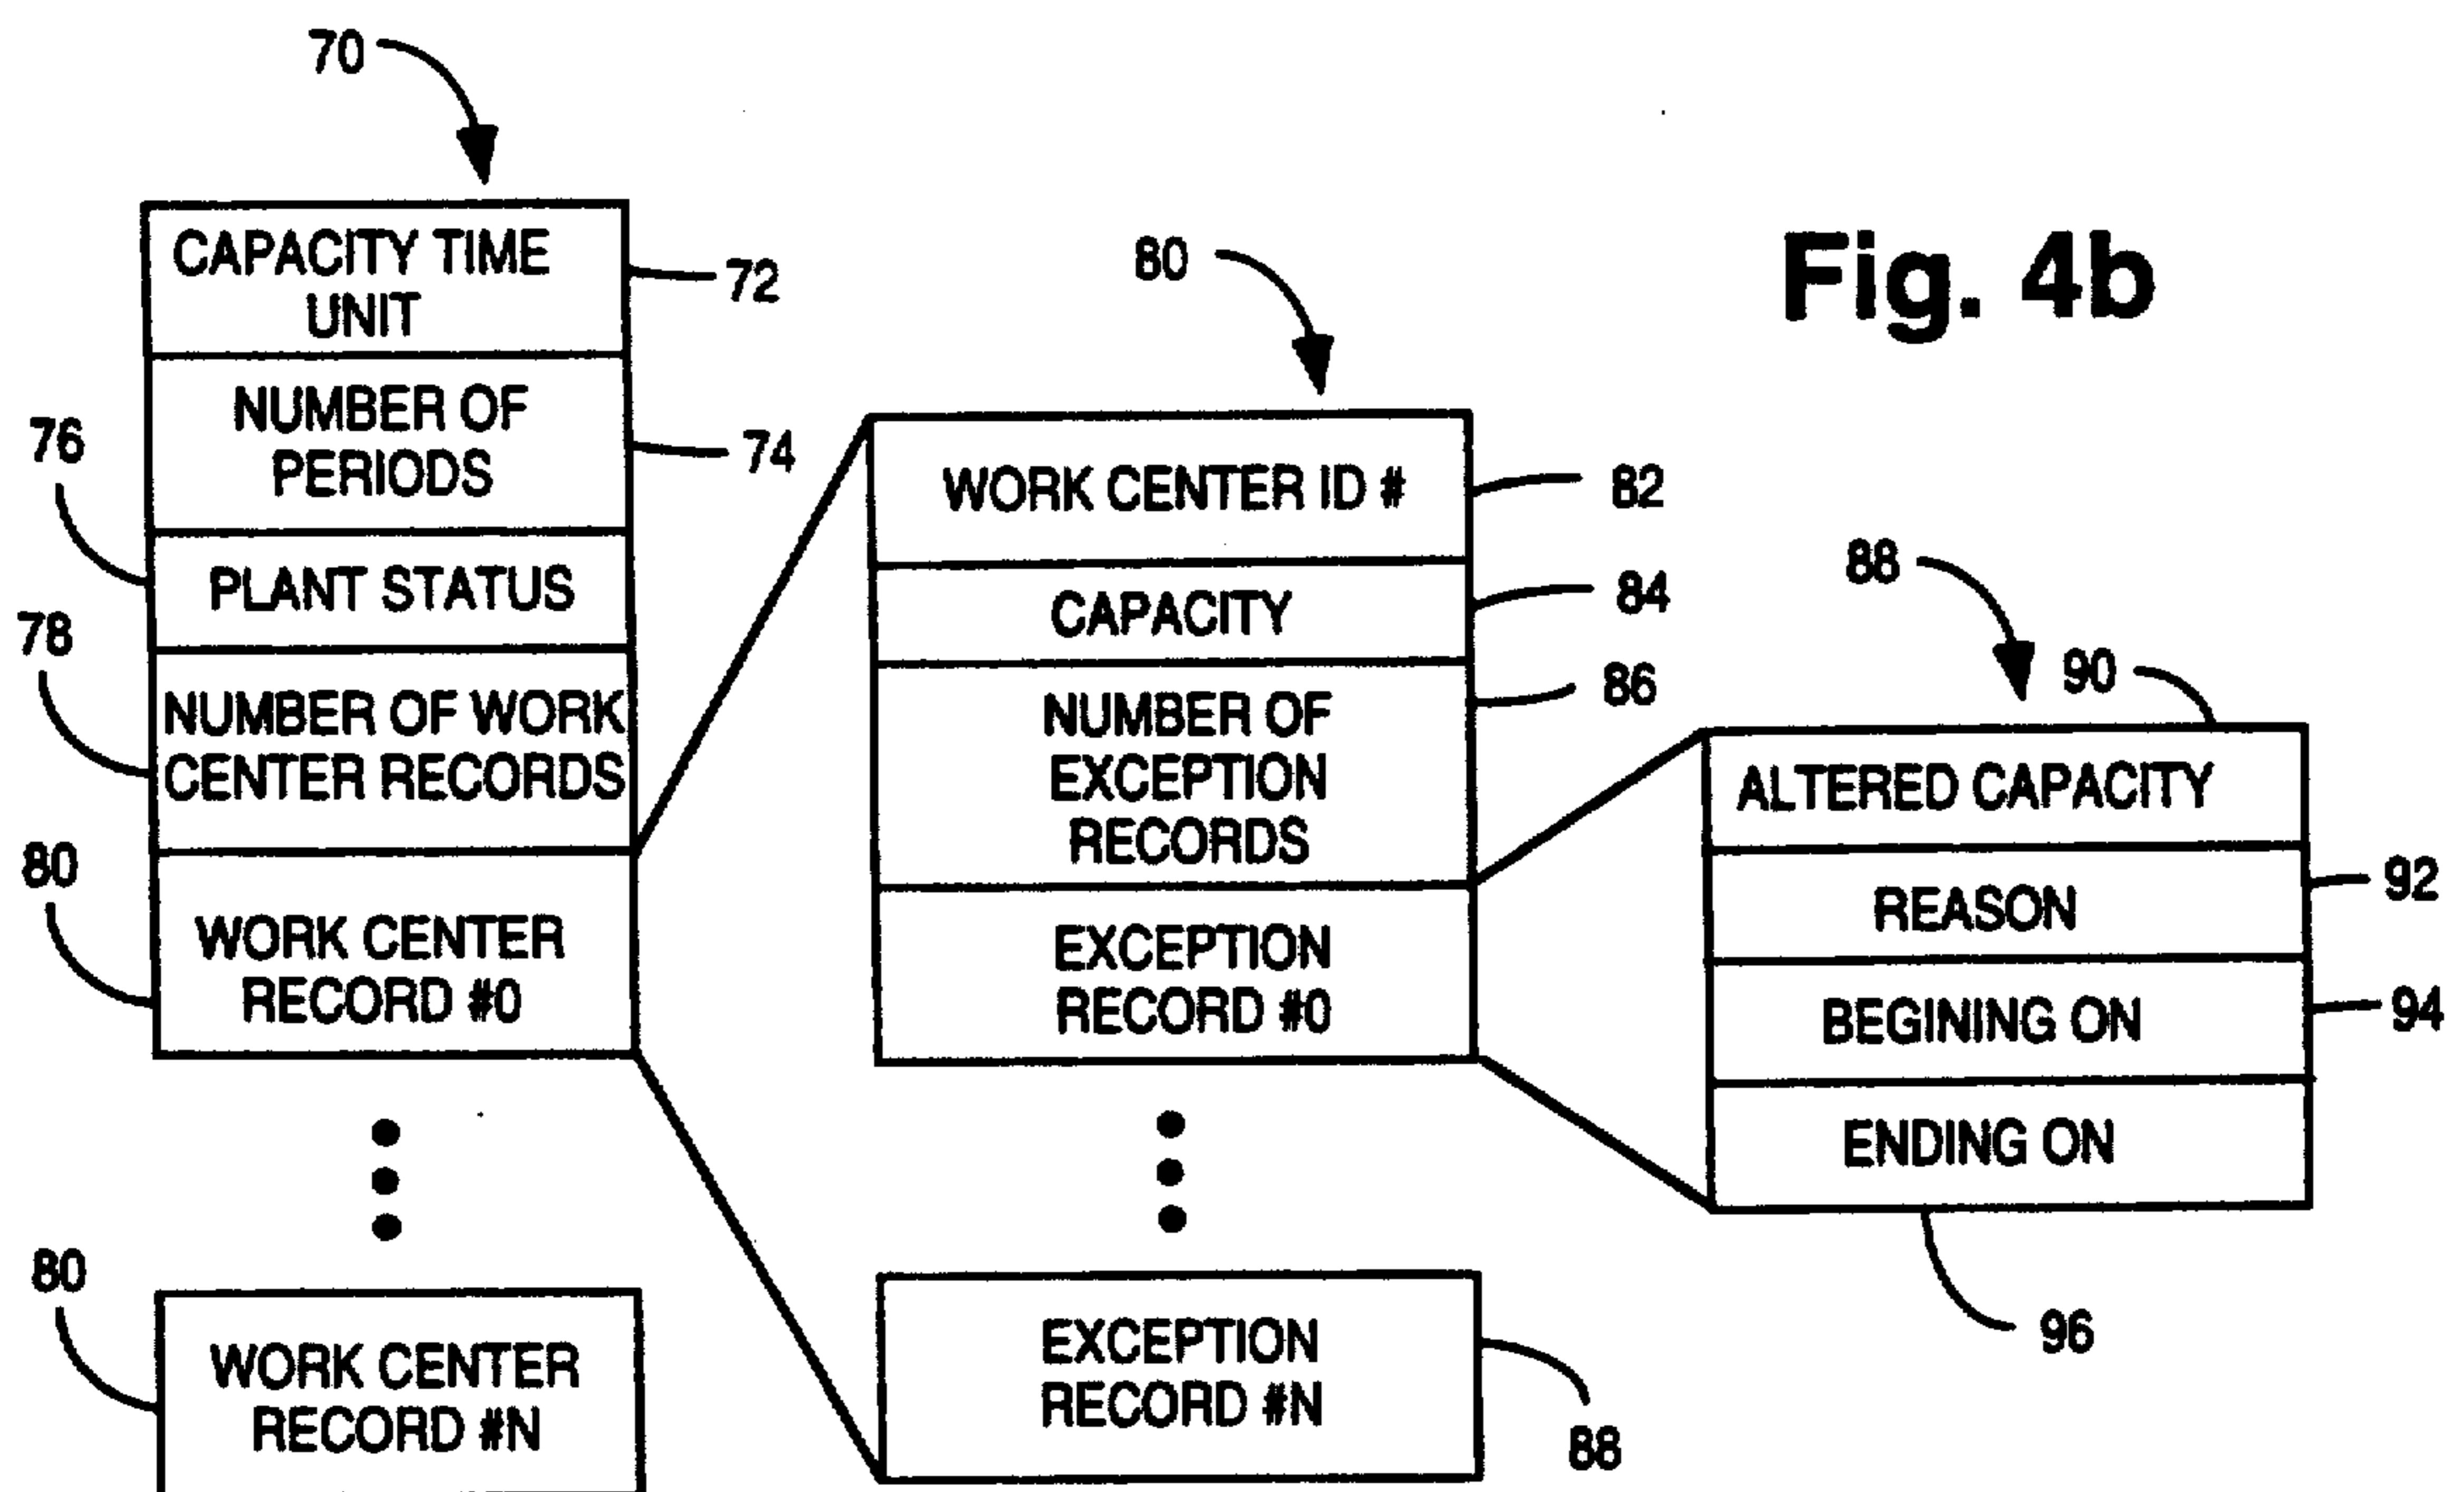 70
CAPACITY TIME
UNIT
72
NUMBER OF
PERIODS
74
76
PLANT STATUS
78
NUMBER OF WORK
CENTER RECORDS
80
WORK CENTER
RECORD #0
80
WORK CENTER
RECORD #N
80
WORK CENTER ID #
82
CAPACITY
84
NUMBER OF
EXCEPTION
RECORDS
86
EXCEPTION
RECORD #0
EXCEPTION
RECORD #N
88
Fig. 4b
88
90
ALTERED CAPACITY
REASON
92
BEGINING ON
94
ENDING ON
96